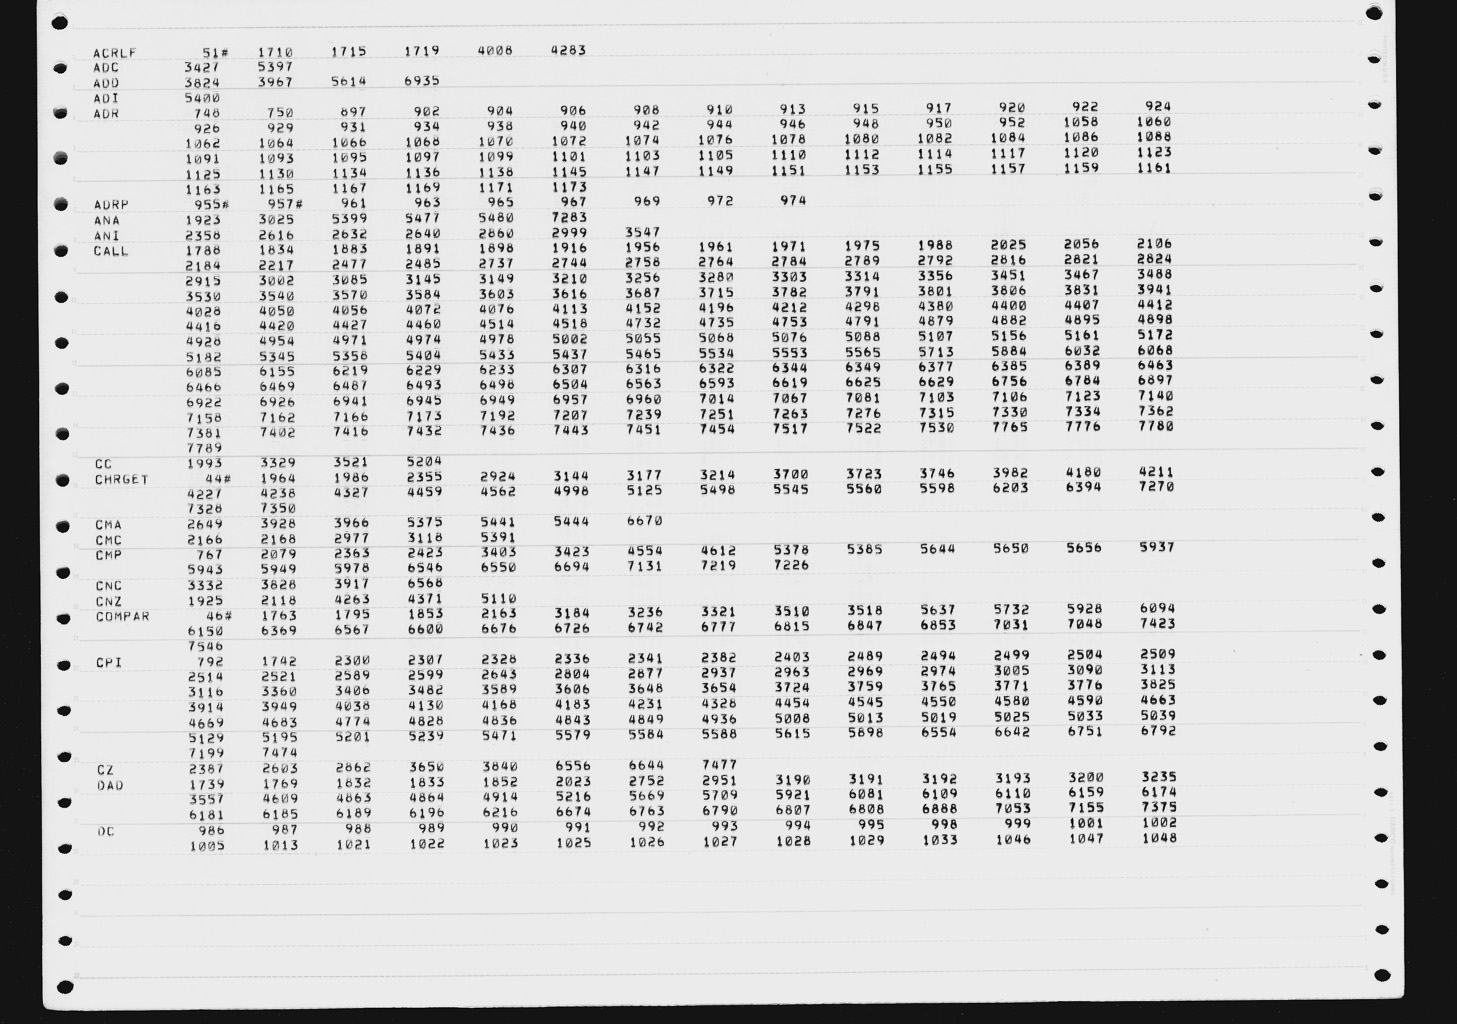 ACRLF 51# 1710 1715 1719 4008 4283
ADC 3427 5397
ADD 3824 3967 5614 6935
ADI 5400
ADR 748 750 897 902 904 906 908 910 913 915 917 920 922 924
926 929 931 934 938 940 942 944 946 948 950 952 1058 1060
1062 1064 1066 1068 1070 1072 1074 1076 1078 1080 1082 1084 1086 1088
1091 1093 1095 1097 1099 1101 1103 1105 1110 1112 1114 1117 1120 1123
1125 1130 1134 1136 1138 1145 1147 1149 1151 1153 1155 1157 1159 1161
1163 1165 1167 1169 1171 1173
ADRP 955# 957# 961 963 965 967 969 972 974
ANA 1923 3025 5399 5477 5480 7283
ANI 2358 2616 2632 2640 2860 2999 3547
CALL 1788 1834 1883 1891 1898 1916 1956 1961 1971 1975 1988 2025 2056 2106
2184 2217 2477 2485 2737 2744 2758 2764 2784 2789 2792 2816 2821 2824
2915 3002 3085 3145 3149 3210 3256 3280 3303 3314 3356 3451 3467 3488
3530 3540 3570 3584 3603 3616 3687 3715 3782 3791 3801 3806 3831 3941
4028 4050 4056 4072 4076 4113 4152 4196 4212 4298 4380 4400 4407 4412
4416 4420 4427 4460 4514 4518 4732 4735 4753 4791 4879 4882 4895 4898
4928 4954 4971 4974 4978 5002 5055 5068 5076 5088 5107 5156 5161 5172
5182 5345 5358 5404 5433 5437 5465 5534 5553 5565 5713 5884 6032 6068
6085 6155 6219 6229 6233 6307 6316 6322 6344 6349 6377 6385 6389 6463
6466 6469 6487 6493 6498 6504 6563 6593 6619 6625 6629 6756 6784 6897
6922 6926 6941 6945 6949 6957 6960 7014 7067 7081 7103 7106 7123 7140
7158 7162 7166 7173 7192 7207 7239 7251 7263 7276 7315 7330 7334 7362
7381 7402 7416 7432 7436 7443 7451 7454 7517 7522 7530 7765 7776 7780
7789
CC 1993 3329 3521 5204
CHRGET 44# 1964 1986 2355 2924 3144 3177 3214 3700 3723 3746 3982 4180 4211
4227 4238 4327 4459 4562 4998 5125 5498 5545 5560 5598 6203 6394 7270
7328 7350
CMA 2649 3928 3966 5375 5441 5444 6670
CMC 2166 2168 2977 3118 5391
CMP 767 2079 2363 2423 3403 3423 4554 4612 5378 5385 5644 5650 5656 5937
5943 5949 5978 6546 6550 6694 7131 7219 7226
CNC 3332 3828 3917 6568
CNZ 1925 2118 4263 4371 5110
COMPAR 46# 1763 1795 1853 2163 3184 3236 3321 3510 3518 5637 5732 5928 6094
6150 6369 6567 6600 6676 6726 6742 6777 6815 6847 6853 7031 7048 7423
7546
CPI 792 1742 2300 2307 2328 2336 2341 2382 2403 2489 2494 2499 2504 2509
2514 2521 2589 2599 2643 2804 2877 2937 2963 2969 2974 3005 3090 3113
3116 3360 3406 3482 3589 3606 3648 3654 3724 3759 3765 3771 3776 3825
3914 3949 4038 4130 4168 4183 4231 4328 4454 4545 4550 4580 4590 4663
4669 4683 4774 4828 4836 4843 4849 4936 5008 5013 5019 5025 5033 5039
5129 5195 5201 5239 5471 5579 5584 5588 5615 5898 6554 6642 6751 6792
7199 7474
CZ 2387 2603 2862 3650 3840 6556 6644 7477
DAD 1739 1769 1832 1833 1852 2023 2752 2951 3190 3191 3192 3193 3200 3235
3557 4609 4863 4864 4914 5216 5669 5709 5921 6081 6109 6110 6159 6174
6181 6185 6189 6196 6216 6674 6763 6790 6807 6808 6888 7053 7155 7375
DC 986 987 988 989 990 991 992 993 994 995 998 999 1001 1002
1005 1013 1021 1022 1023 1025 1026 1027 1028 1029 1033 1046 1047 1048